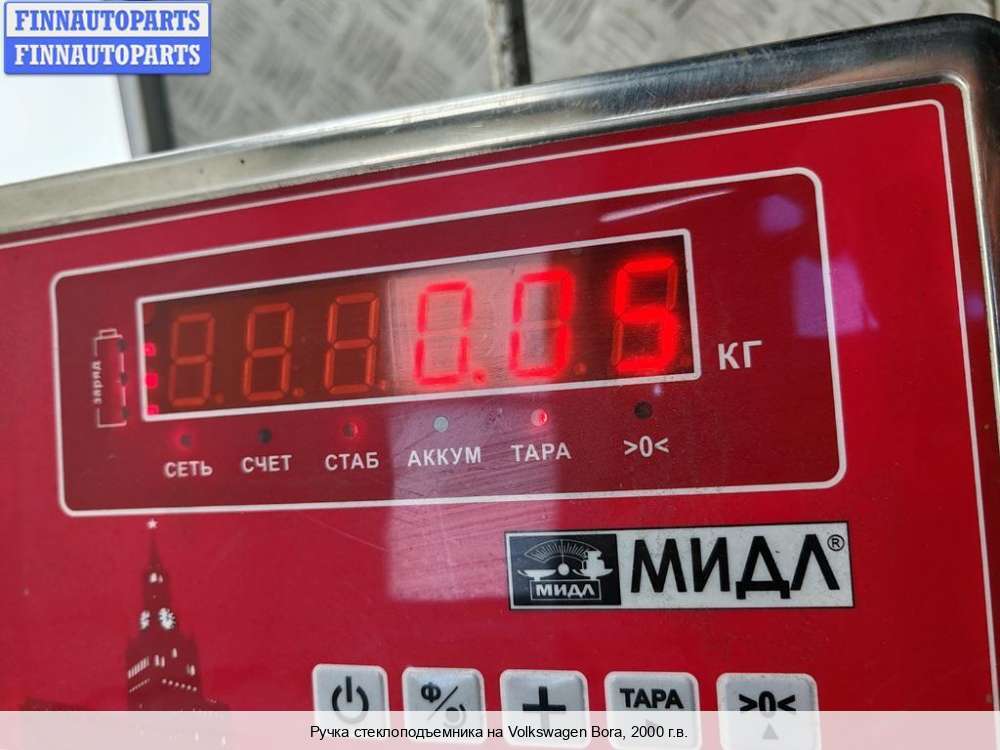 FINNAUTOPARTS
FINNAUTOPARTS
0.05
КГ
заряд
СЕТЬ СЧЕТ СТАБ АККУМ ТАРА >0<
МИДЛ МИДЛ®
Ф/ + ТАРА >0<
Ручка стеклоподъемника на Volkswagen Bora, 2000 г.в.